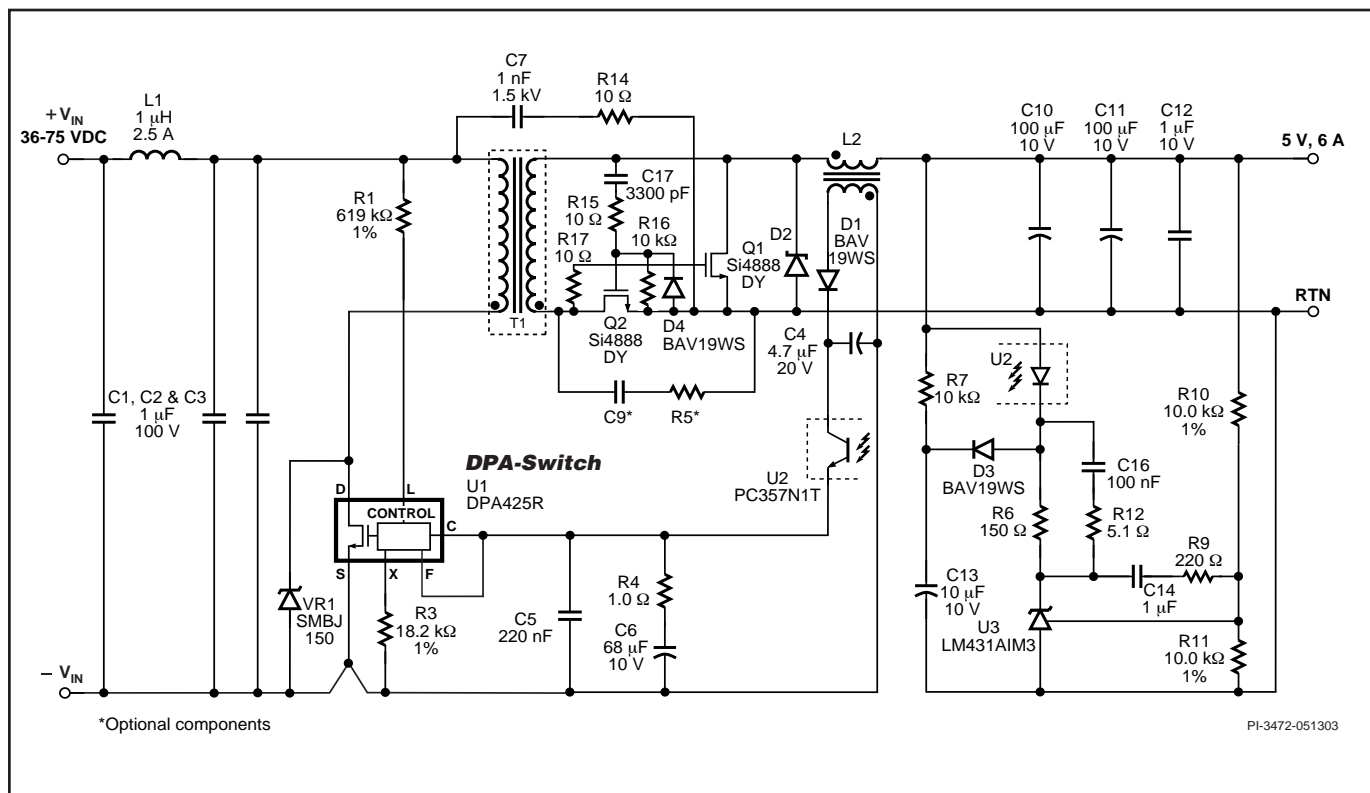 C7
1 nF
1.5 kV
R14
10 Ω
L1
1 µH
2.5 A
+ VIN
36-75 VDC
C10
100 µF
10 V
C11
100 µF
10 V
C12
1 µF
10 V
5 V, 6 A
L2
R1
619 kΩ
1%
C17
3300 pF
R15
10 Ω
R16
10 kΩ
R17
10 Ω
Q1
Si4888
DY
D2
D1
BAV
19WS
RTN
T1
Q2
Si4888
DY
D4
BAV19WS
C4
4.7 µF
20 V
U2
R7
10 kΩ
R10
10.0 kΩ
1%
C1, C2 & C3
1 µF
100 V
C9*
R5*
DPA-Switch
U1
DPA425R
U2
PC357N1T
D3
BAV19WS
C16
100 nF
D
L
CONTROL
C
S
X
F
R6
150 Ω
R12
5.1 Ω
R9
220 Ω
C14
1 µF
C13
10 µF
10 V
U3
LM431AIM3
R11
10.0 kΩ
1%
VR1
SMBJ
150
R3
18.2 kΩ
1%
C5
220 nF
R4
1.0 Ω
C6
68 µF
10 V
− VIN
*Optional components
PI-3472-051303